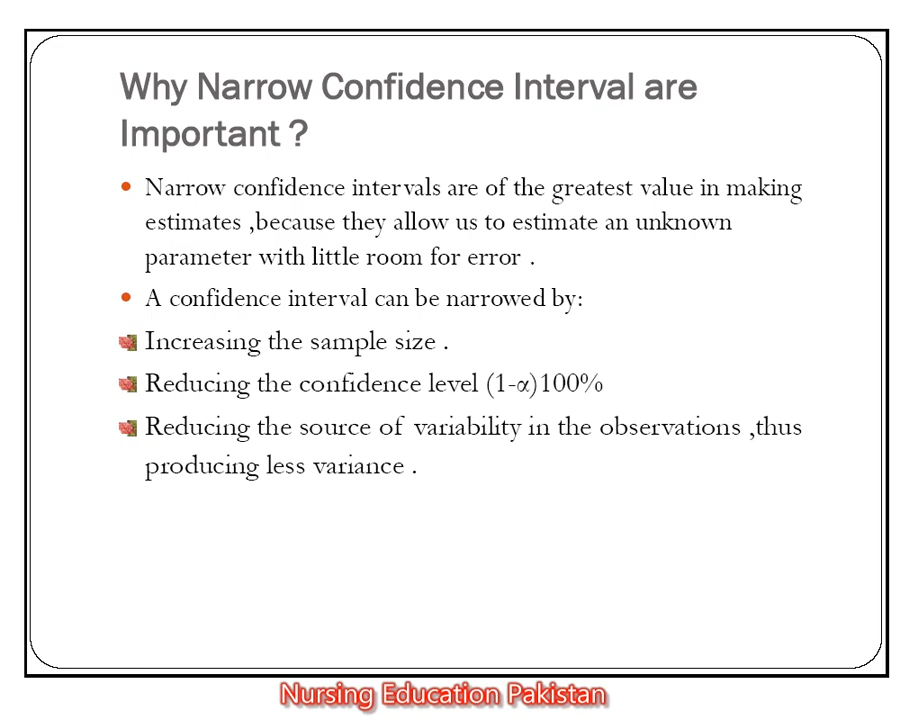 Why Narrow Confidence Interval are
Important ?
Narrow confidence intervals are of the greatest value in making
estimates ,because they allow us to estimate an unknown
parameter with little room for error .
A confidence interval can be narrowed by:
Increasing the sample size .
Reducing the confidence level (1-α)100%
Reducing the source of variability in the observations ,thus
producing less variance .
Nursing Education Pakistan